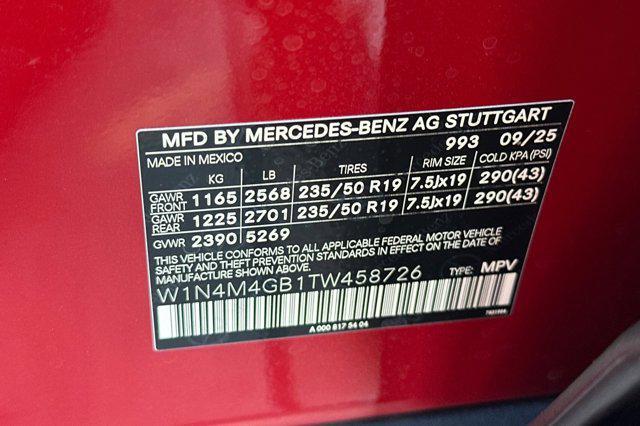 MFD BY MERCEDES-BENZ AG STUTTGART
MADE IN MEXICO 993 09/25
KG LB TIRES RIM SIZE COLD KPA (PSI)
GAWR FRONT 1165 2568 235/50 R19 7.5Jx19 290(43)
GAWR REAR 1225 2701 235/50 R19 7.5Jx19 290(43)
GVWR 2390 5269
THIS VEHICLE CONFORMS TO ALL APPLICABLE FEDERAL MOTOR VEHICLE
SAFETY AND THEFT PREVENTION STANDARDS IN EFFECT ON THE DATE
OF MANUFACTURE SHOWN ABOVE.
W1N4M4GB1TW458726 TYPE: MPV
A 000 817 54 04